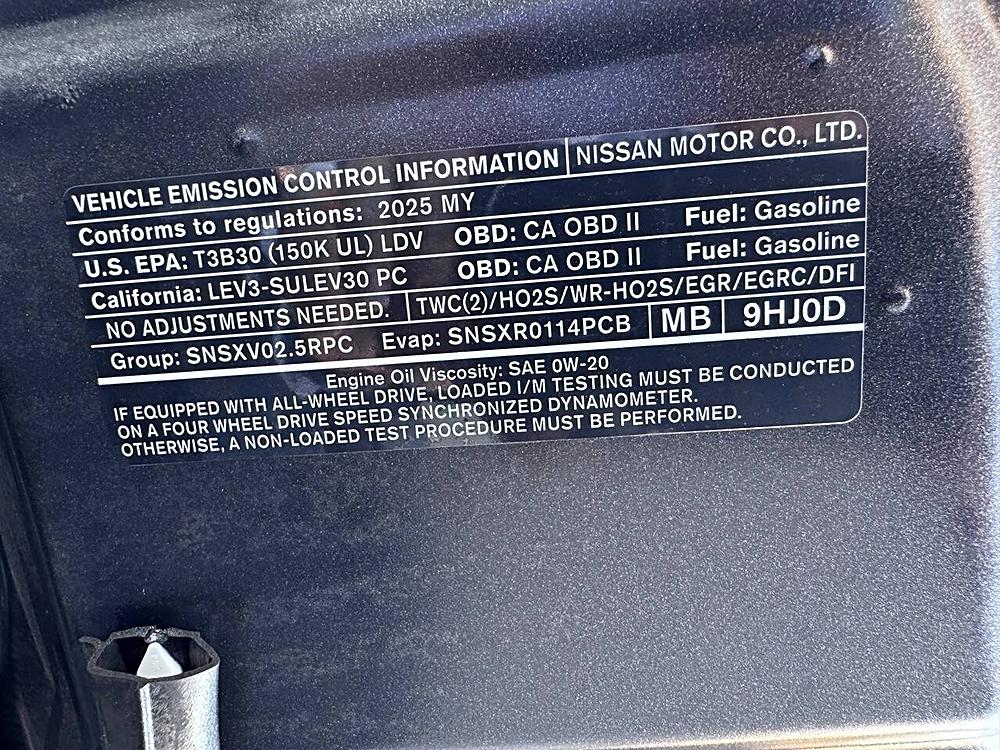 VEHICLE EMISSION CONTROL INFORMATION NISSAN MOTOR CO., LTD.
Conforms to regulations: 2025 MY
U.S. EPA: T3B30 (150K UL) LDV OBD: CA OBD II Fuel: Gasoline
California: LEV3-SULEV30 PC OBD: CA OBD II Fuel: Gasoline
NO ADJUSTMENTS NEEDED. TWC(2)/HO2S/WR-HO2S/EGR/EGRC/DFI
Group: SNSXV02.5RPC Evap: SNSXR0114PCB MB 9HJ0D
Engine Oil Viscosity: SAE 0W-20
IF EQUIPPED WITH ALL-WHEEL DRIVE, LOADED I/M TESTING MUST BE CONDUCTED
ON A FOUR WHEEL DRIVE SPEED SYNCHRONIZED DYNAMOMETER.
OTHERWISE, A NON-LOADED TEST PROCEDURE MUST BE PERFORMED.